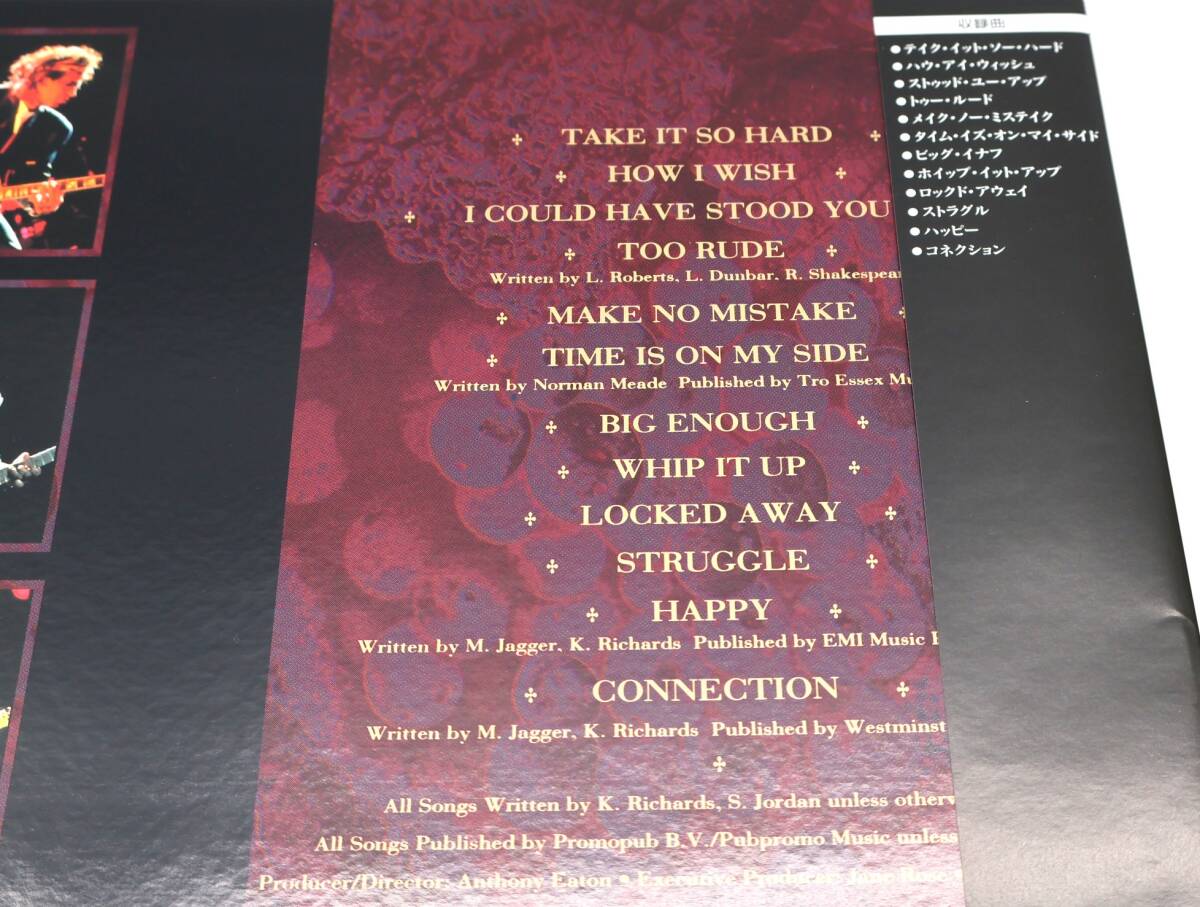 TAKE IT SO HARD
HOW I WISH
I COULD HAVE STOOD YOU
TOO RUDE
Written by L. Roberts, L. Dunbar, R. Shakespear
MAKE NO MISTAKE
TIME IS ON MY SIDE
Written by Norman Meade Published by Tro Essex Mu
BIG ENOUGH
WHIP IT UP
LOCKED AWAY
STRUGGLE
HAPPY
Written by M. Jagger, K. Richards Published by EMI Music
CONNECTION
Written by M. Jagger, K. Richards Published by Westminst
All Songs Written by K. Richards, S. Jordan unless otherw
All Songs Published by Promopub B.V./Pubpromo Music unless
Producer/Director: Anthony Eaton • Executive Producer: Jane Rose
●テイク・イット・ソー・ハード
●ハウ・アイ・ウィッシュ
●ストゥッド・ユー・アップ
●トゥー・ルード
●メイク・ノー・ミステイク
●タイム・イズ・オン・マイ・サイド
●ビッグ・イナフ
●ホイップ・イット・アップ
●ロックド・アウェイ
●ストラグル
●ハッピー
●コネクション